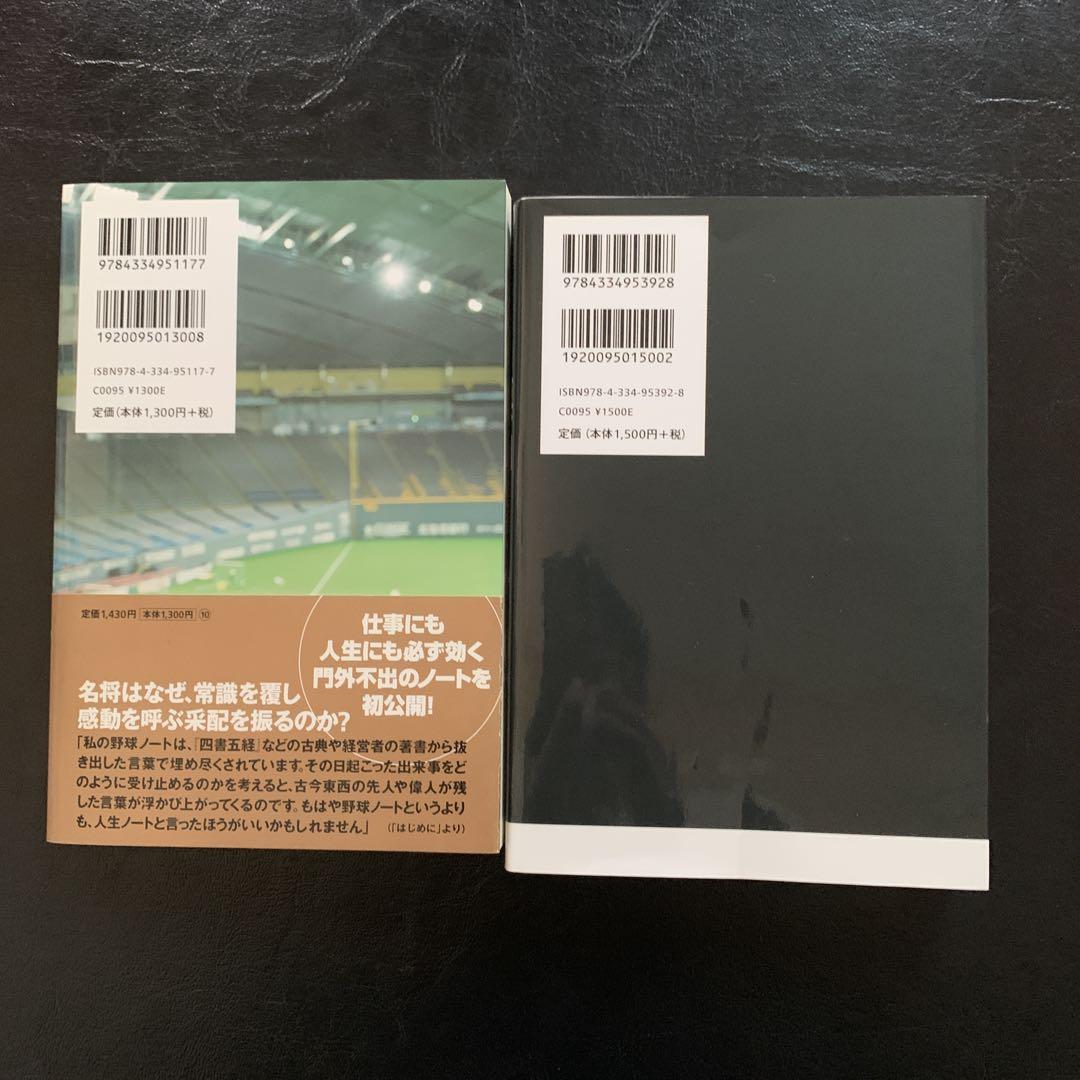 9784334951177
1920095013008
ISBN978-4-334-95117-7
C0095 ¥1300E
定価(本体1,300円+税)
定価1,430円 本体1,300円 ⑩
仕事にも
人生にも必ず効く
門外不出のノートを
初公開!
名将はなぜ、常識を覆し
感動を呼ぶ采配を振るのか?
「私の野球ノートは、『四書五経』などの古典や経営者の著書から抜
き出した言葉で埋め尽くされています。その日起こった出来事をど
のように受け止めるのかを考えると、古今東西の先人や偉人が残
した言葉が浮かび上がってくるのです。もはや野球ノートというより
も、人生ノートと言ったほうがいいかもしれません」 (「はじめに」より)
9784334953928
1920095015002
ISBN978-4-334-95392-8
C0095 ¥1500E
定価 (本体1,500円+税)